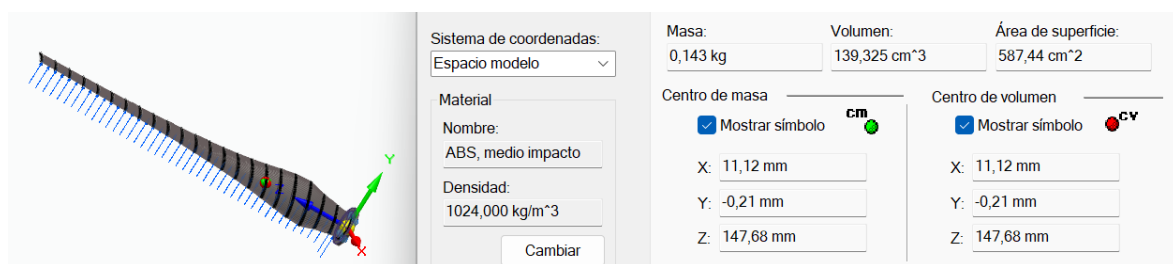 Z
Y
X
Sistema de coordenadas:
Espacio modelo
Material
Nombre:
ABS, medio impacto
Densidad:
1024,000 kg/m^3
Cambiar
Masa: Volumen: Área de superficie:
0,143 kg 139,325 cm^3 587,44 cm^2
Centro de masa
Mostrar símbolo cm
X: 11,12 mm
Y: -0,21 mm
Z: 147,68 mm
Centro de volumen
Mostrar símbolo cv
X: 11,12 mm
Y: -0,21 mm
Z: 147,68 mm